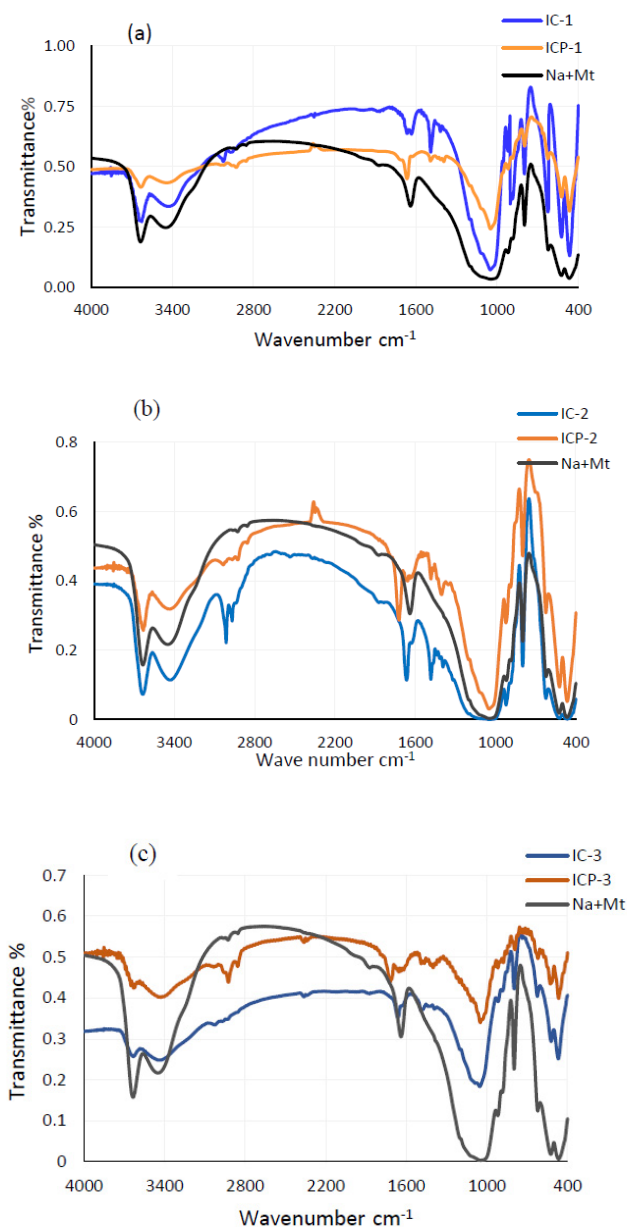 (a)
IC-1
ICP-1
Na+Mt
1.00
0.75
0.50
0.25
0.00
Transmittance%
4000 3400 2800 2200 1600 1000 400
Wavenumber cm-1
(b)
IC-2
ICP-2
Na+Mt
0.8
0.6
0.4
0.2
0
Transmittance %
4000 3400 2800 2200 1600 1000 400
Wave number cm-1
(c)
IC-3
ICP-3
Na+Mt
0.7
0.6
0.5
0.4
0.3
0.2
0.1
0
Transmittance %
4000 3400 2800 2200 1600 1000 400
Wavenumber cm-1